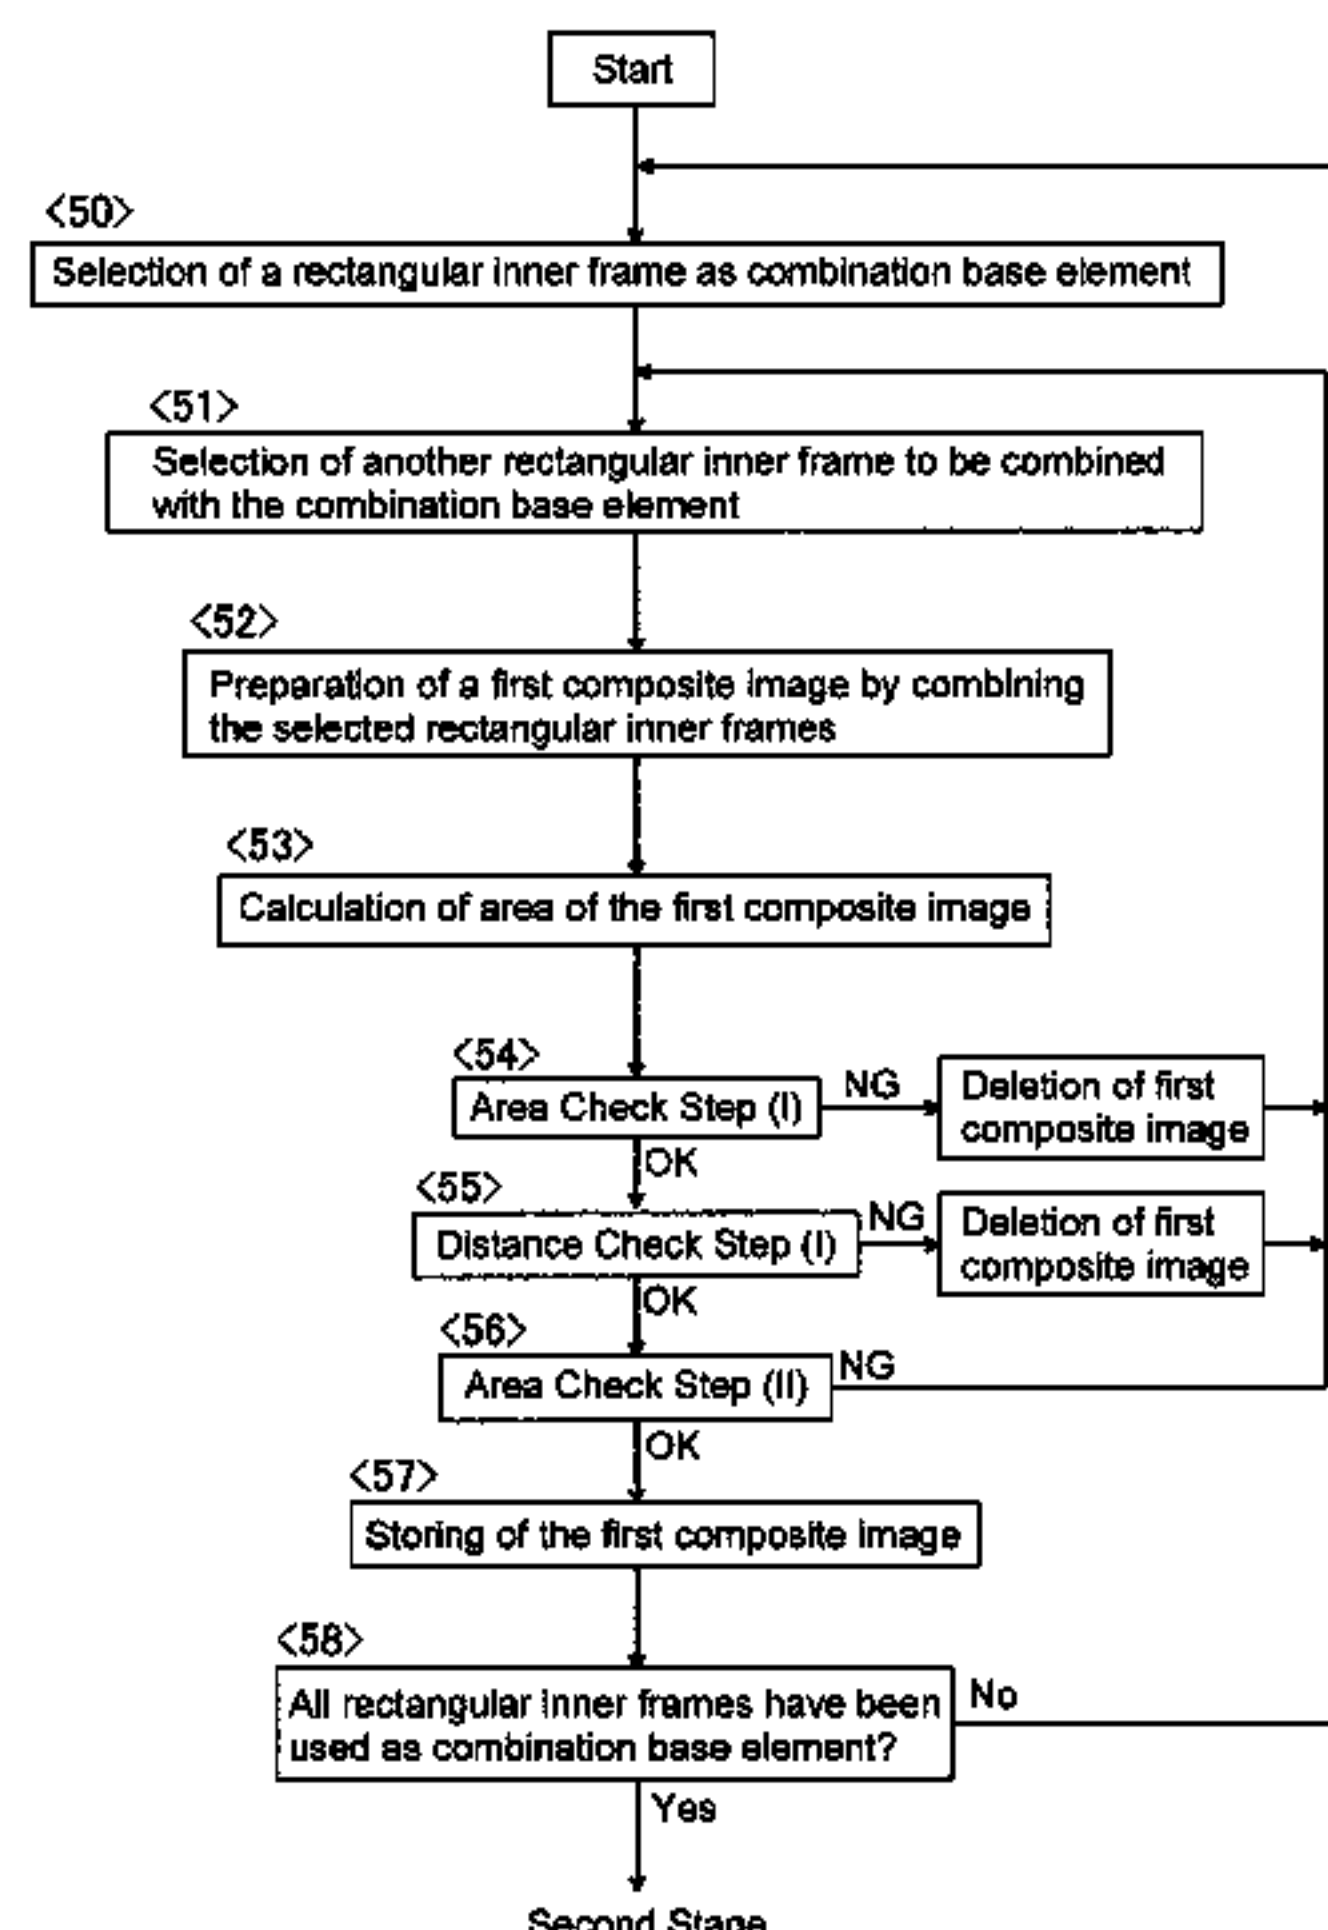 Start
<50>
Selection of a rectangular inner frame as combination base element
<51>
Selection of another rectangular inner frame to be combined
with the combination base element
<52>
Preparation of a first composite image by combining
the selected rectangular inner frames
<53>
Calculation of area of the first composite image
<54>
Area Check Step (I)
NG
Deletion of first
composite image
OK
<55>
Distance Check Step (I)
NG
Deletion of first
composite image
OK
<56>
Area Check Step (II)
NG
OK
<57>
Storing of the first composite image
<58>
All rectangular inner frames have been
used as combination base element?
No
Yes
Second Stage